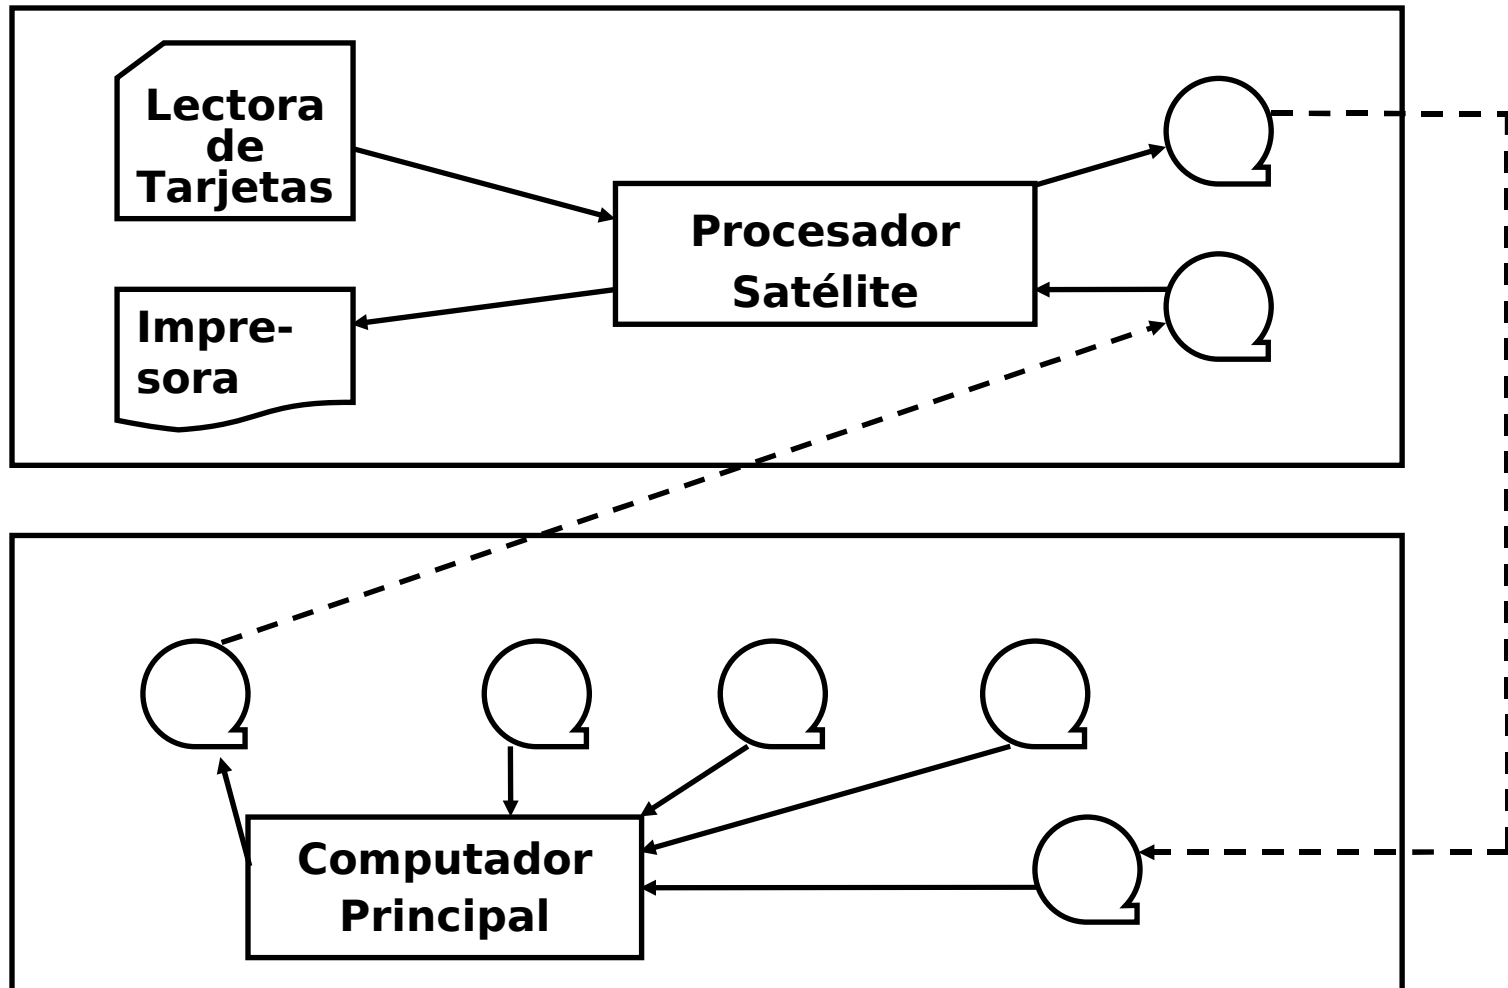 Lectora
de
Tarjetas
Procesador
Satélite
Impre-
sora
Computador
Principal